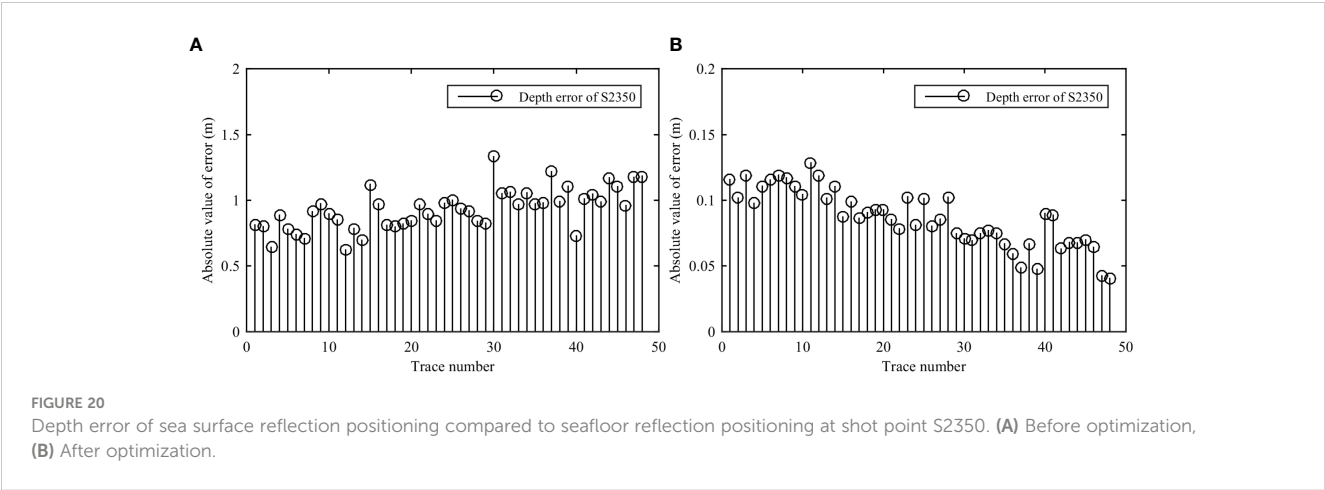 A
B
2
1.5
1
0.5
0
Absolute value of error (m)
Depth error of S2350
0 10 20 30 40 50
Trace number
0.2
0.15
0.1
0.05
0
Absolute value of error (m)
Depth error of S2350
0 10 20 30 40 50
Trace number
FIGURE 20
Depth error of sea surface reflection positioning compared to seafloor reflection positioning at shot point S2350. (A) Before optimization,
(B) After optimization.